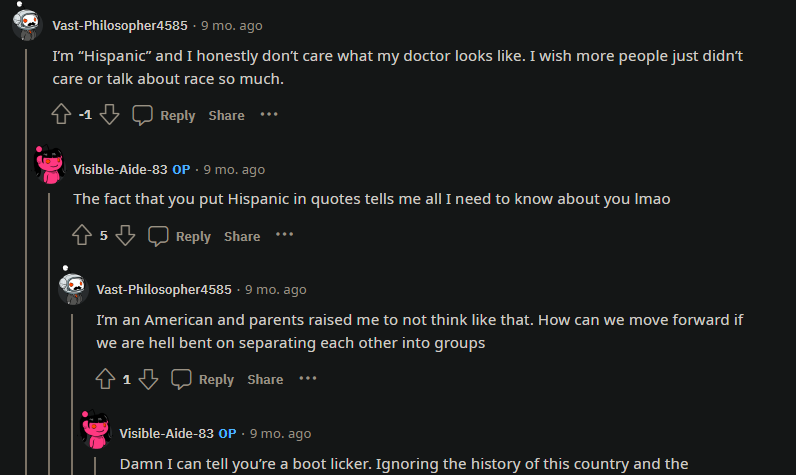 Vast-Philosopher4585 · 9 mo. ago
I'm “Hispanic” and I honestly don't care what my doctor looks like. I wish more people just didn't
care or talk about race so much.
-1 Reply Share ···
Visible-Aide-83 OP · 9 mo. ago
The fact that you put Hispanic in quotes tells me all I need to know about you lmao
5 Reply Share ···
Vast-Philosopher4585 · 9 mo. ago
I'm an American and parents raised me to not think like that. How can we move forward if
we are hell bent on separating each other into groups
1 Reply Share ···
Visible-Aide-83 OP · 9 mo. ago
Damn I can tell you're a boot licker. Ignoring the history of this country and the